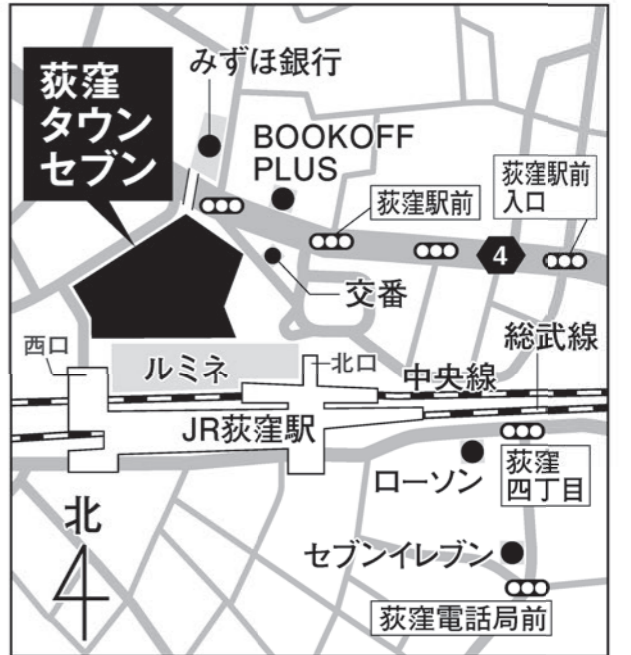 荻窪
タウン
セブン
みずほ銀行
BOOKOFF
PLUS
荻窪駅前
荻窪駅前
入口
4
交番
総武線
西口
ルミネ
北口
中央線
JR荻窪駅
ローソン
荻窪
四丁目
北
セブンイレブン
荻窪電話局前